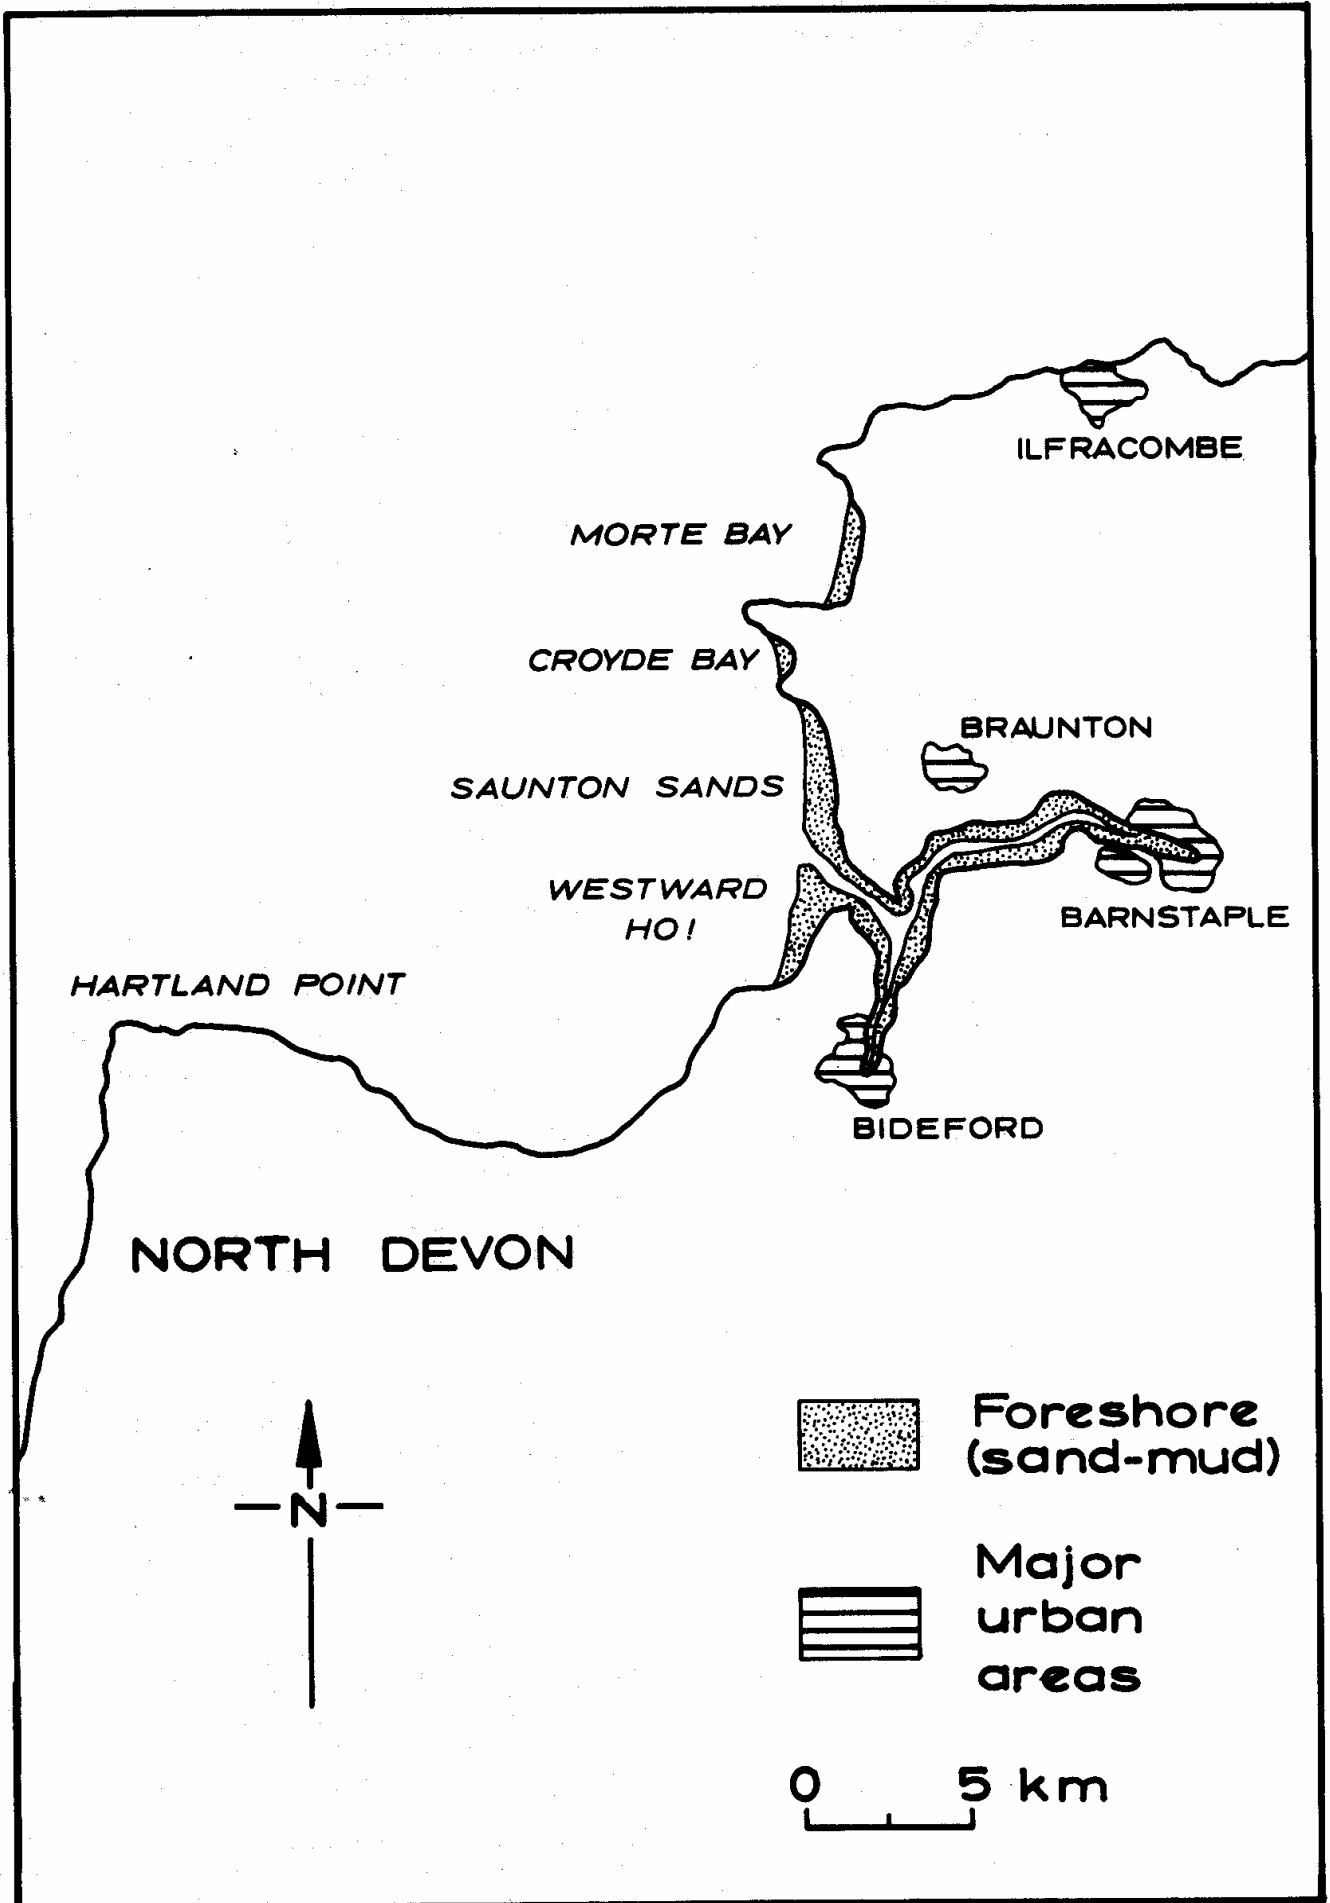 ILFRACOMBE
MORTE BAY
CROYDE BAY
BRAUNTON
SAUNTON SANDS
WESTWARD
HO!
BARNSTAPLE
HARTLAND POINT
BIDEFORD
NORTH DEVON
Foreshore
(sand-mud)
N
Major
urban
areas
0 5 km